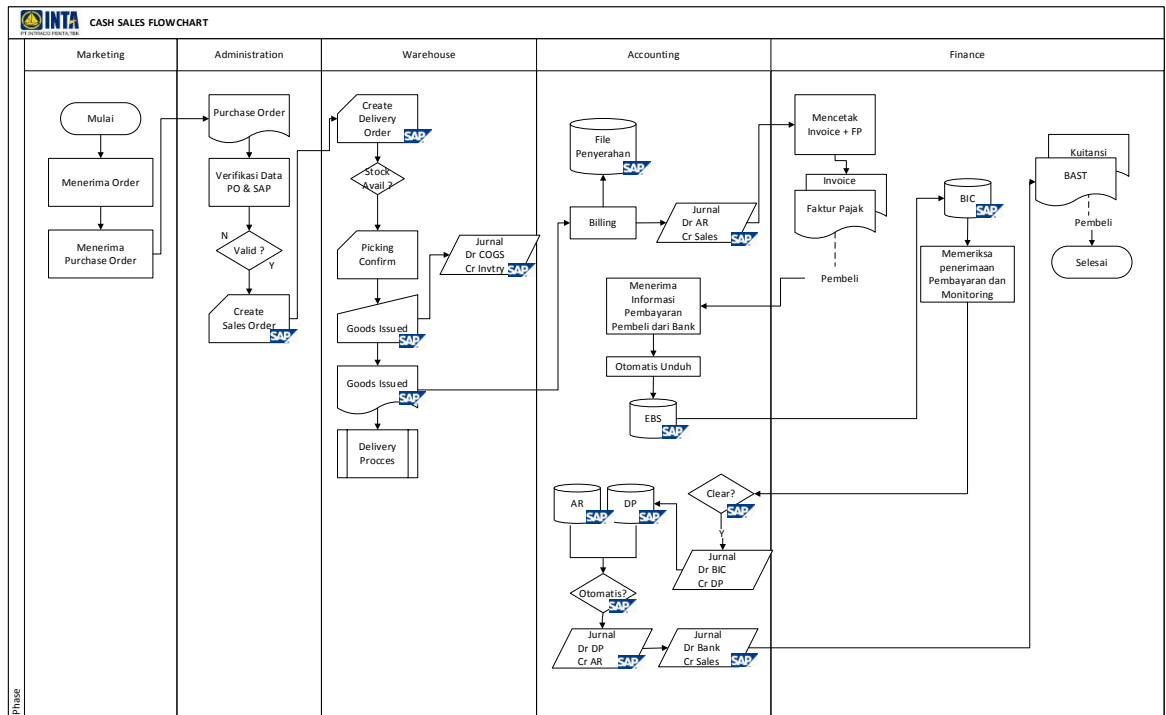 INTA
PT INTRACO PENTA, TBK
CASH SALES FLOWCHART
Marketing
Administration
Warehouse
Accounting
Finance
Mulai
Menerima Order
Menerima
Purchase Order
Purchase Order
Verifikasi Data
PO & SAP
N
Valid ?
Y
Create
Sales Order
SAP
Create
Delivery
Order
SAP
Stock
Avail ?
Picking
Confirm
Jurnal
Dr COGS
Cr Invtry
SAP
Goods Issued
SAP
Goods Issued
SAP
Delivery
Procces
File
Penyerahan
SAP
Billing
Jurnal
Dr AR
Cr Sales
SAP
Menerima
Informasi
Pembayaran
Pembeli dari Bank
Otomatis Unduh
EBS
SAP
AR
SAP
DP
SAP
Clear?
SAP
Y
Jurnal
Dr BIC
Cr DP
Otomatis?
SAP
Jurnal
Dr DP
Cr AR
SAP
Jurnal
Dr Bank
Cr Sales
SAP
Mencetak
Invoice + FP
Invoice
Faktur Pajak
Pembeli
BIC
SAP
Memeriksa
penerimaan
Pembayaran dan
Monitoring
Kuitansi
BAST
Pembeli
Selesai
Phase